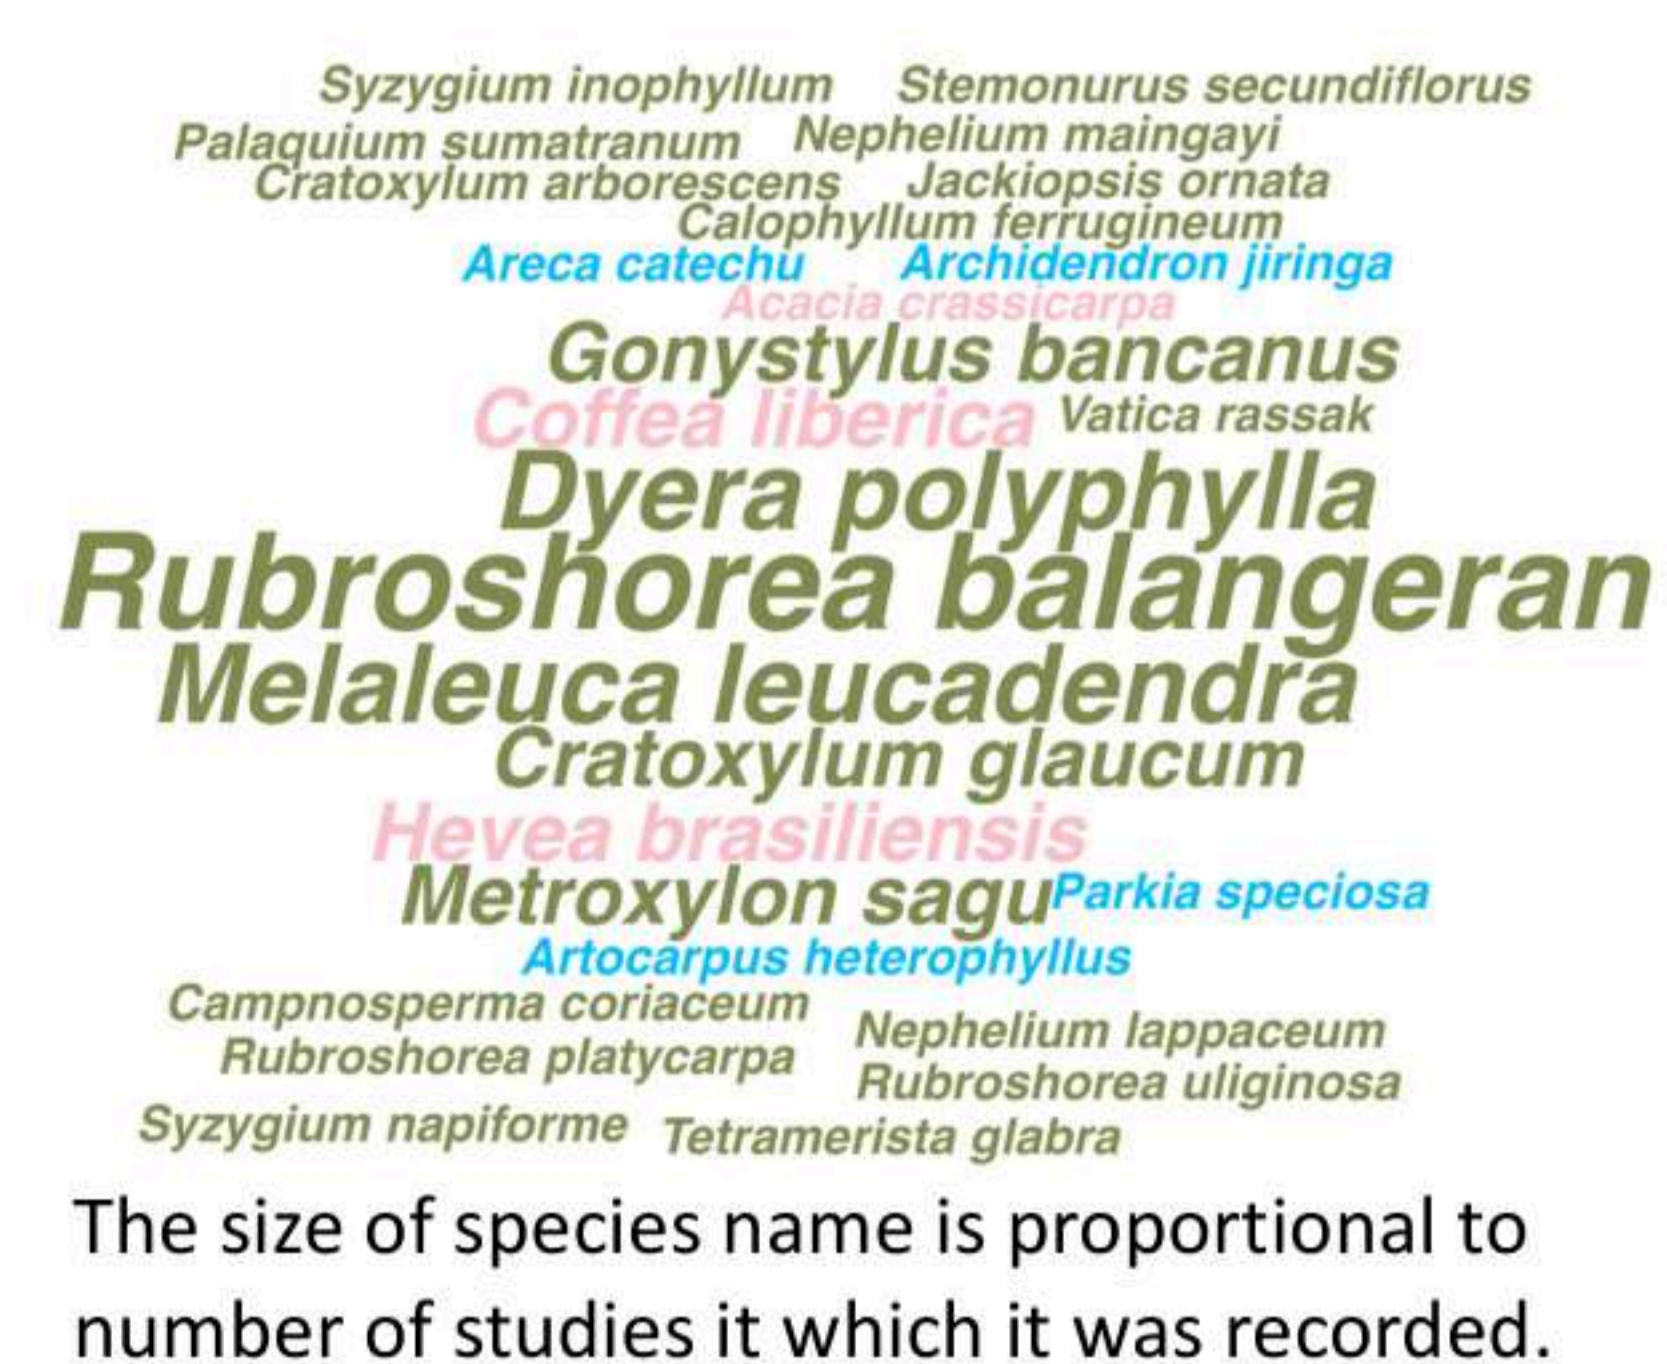 Syzygium inophyllum Stemonurus secundiflorus
Palaquium sumatranum Nephelium maingayi
Cratoxylum arborescens Jackiopsis ornata
Calophyllum ferrugineum
Areca catechu Archidendron jiringa
Acacia crassicarpa
Gonystylus bancanus
Coffea liberica Vatica rassak
Dyera polyphylla
Rubroshorea balangeran
Melaleuca leucadendra
Cratoxylum glaucum
Hevea brasiliensis
Metroxylon sagu Parkia speciosa
Artocarpus heterophyllus
Campnosperma coriaceum Nephelium lappaceum
Rubroshorea platycarpa Rubroshorea uliginosa
Syzygium napiforme Tetramerista glabra
The size of species name is proportional to
number of studies it which it was recorded.